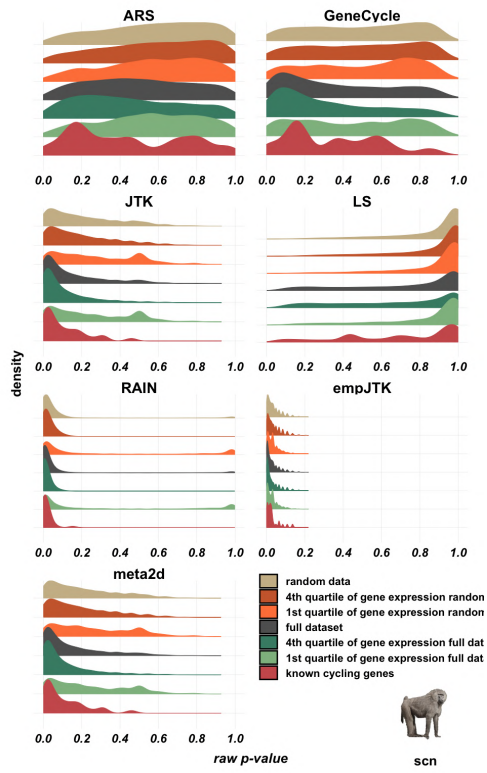 ARS GeneCycle
0.0 0.2 0.4 0.6 0.8 1.0 0.0 0.2 0.4 0.6 0.8 1.0
JTK LS
0.0 0.2 0.4 0.6 0.8 1.0 0.0 0.2 0.4 0.6 0.8 1.0
density
RAIN empJTK
0.0 0.2 0.4 0.6 0.8 1.0 0.0 0.2 0.4 0.6 0.8 1.0
meta2d
0.0 0.2 0.4 0.6 0.8 1.0
raw p-value
random data
4th quartile of gene expression random
1st quartile of gene expression random
full dataset
4th quartile of gene expression full dat
1st quartile of gene expression full dat
known cycling genes
scn